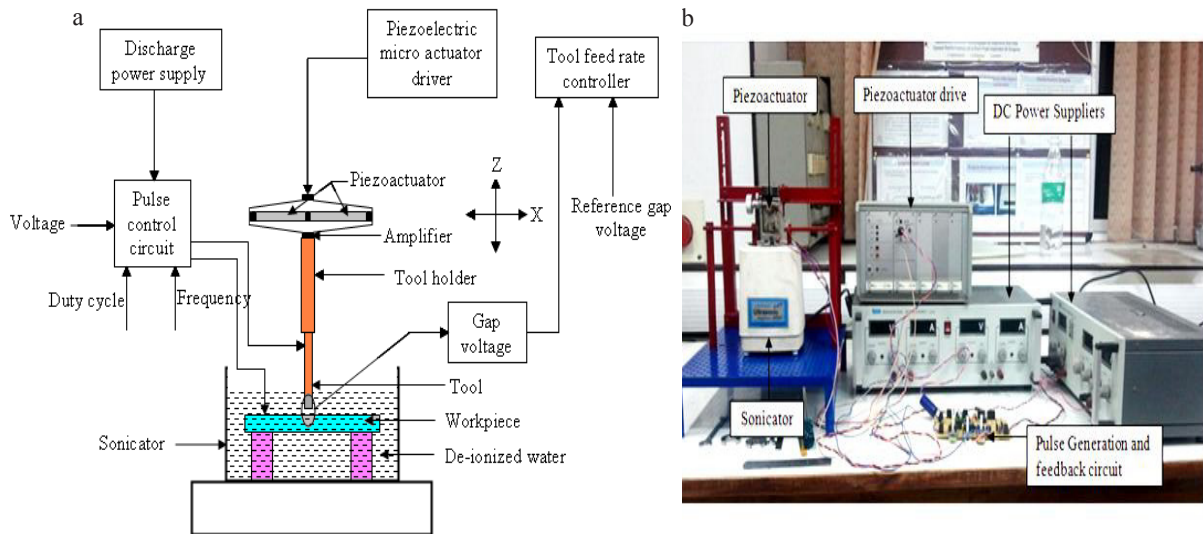 a
Discharge
power supply
Piezoelectric
micro actuator
driver
Tool feed rate
controller
Z
X
Piezoactuator
Voltage
Pulse
control
circuit
Amplifier
Reference gap
voltage
Tool holder
Duty cycle
Frequency
Gap
voltage
Tool
Workpiece
Sonicator
De-ionized water
b
Piezoactuator
Piezoactuator drive
DC Power Suppliers
V
A
V
A
Sonicator
Pulse Generation and
feedback circuit